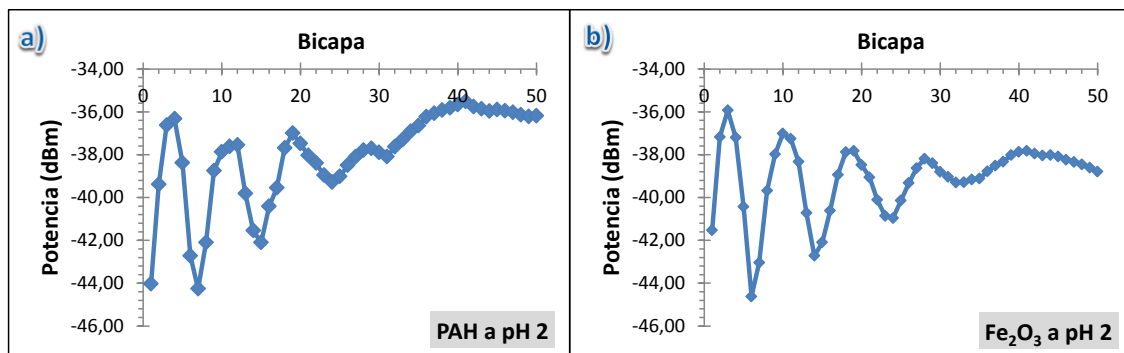 a)
Bicapa
-34,00
0 10 20 30 40 50
-36,00
-38,00
-40,00
-42,00
-44,00
-46,00
Potencia (dBm)
PAH a pH 2
b)
Bicapa
-34,00
0 10 20 30 40 50
-36,00
-38,00
-40,00
-42,00
-44,00
-46,00
Potencia (dBm)
Fe₂O₃ a pH 2